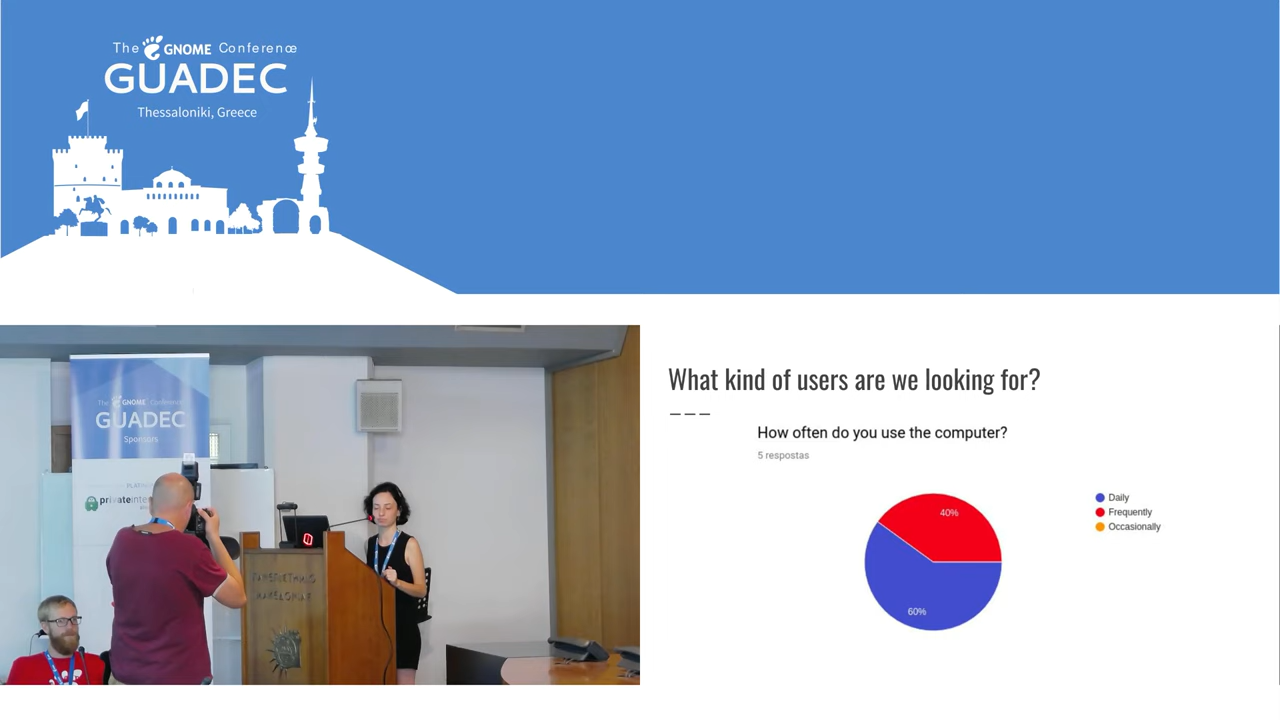 The GNOME Conference
GUADEC
Thessaloniki, Greece
The GNOME Conference
GUADEC
Sponsors
What kind of users are we looking for?
How often do you use the computer?
5 respostas
40%
60%
Daily
Frequently
Occasionally